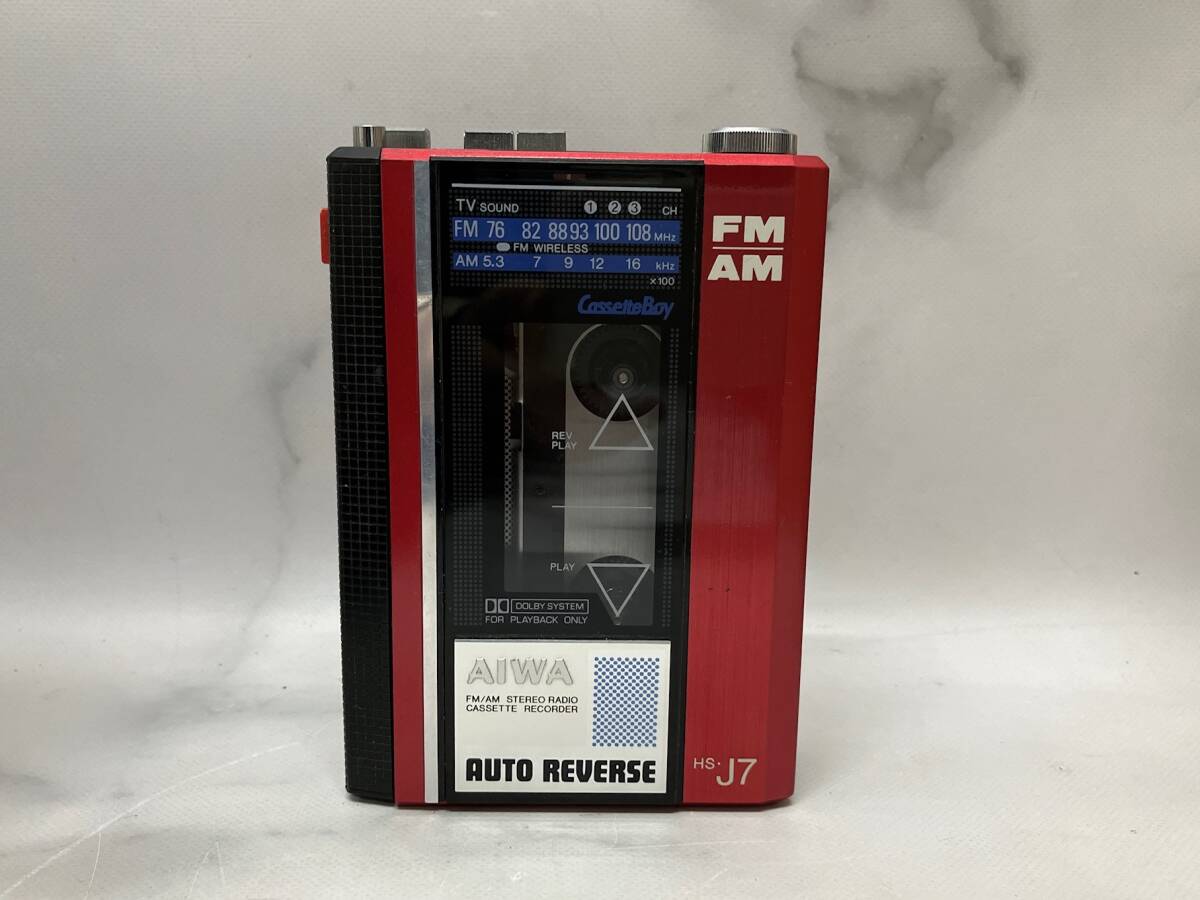 TV SOUND 1 2 3 CH
FM 76 82 88 93 100 108 MHz
FM WIRELESS
AM 5.3 7 9 12 16 kHz
×100
CassetteBoy
FM
AM
REV
PLAY
PLAY
DOLBY SYSTEM
FOR PLAYBACK ONLY
AIWA
FM/AM STEREO RADIO
CASSETTE RECORDER
AUTO REVERSE
HS·J7